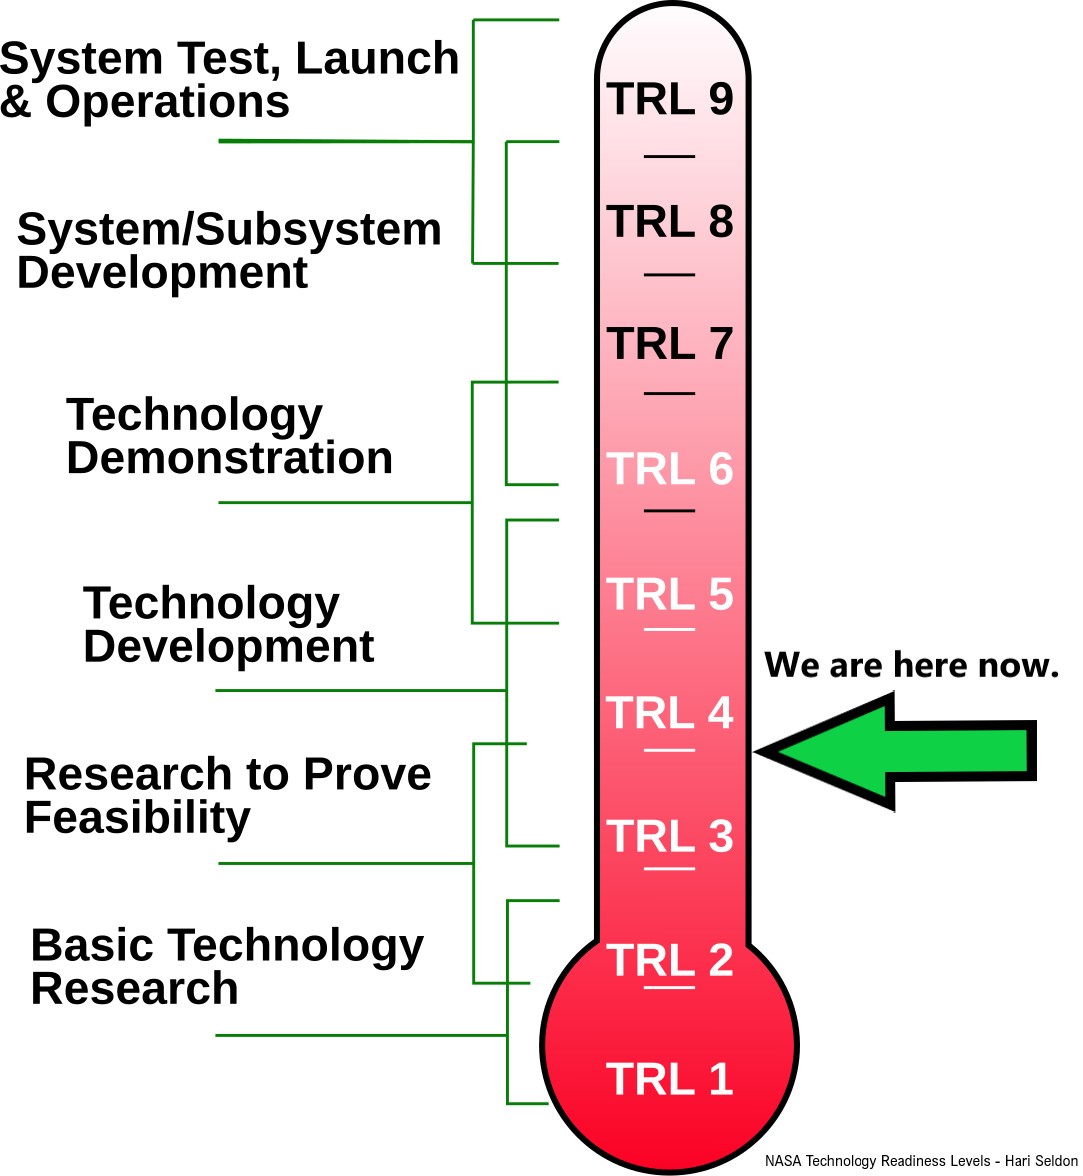 System Test, Launch
& Operations
System/Subsystem
Development
Technology
Demonstration
Technology
Development
Research to Prove
Feasibility
Basic Technology
Research
TRL 9
TRL 8
TRL 7
TRL 6
TRL 5
TRL 4
TRL 3
TRL 2
TRL 1
We are here now.
NASA Technology Readiness Levels - Hari Seldon